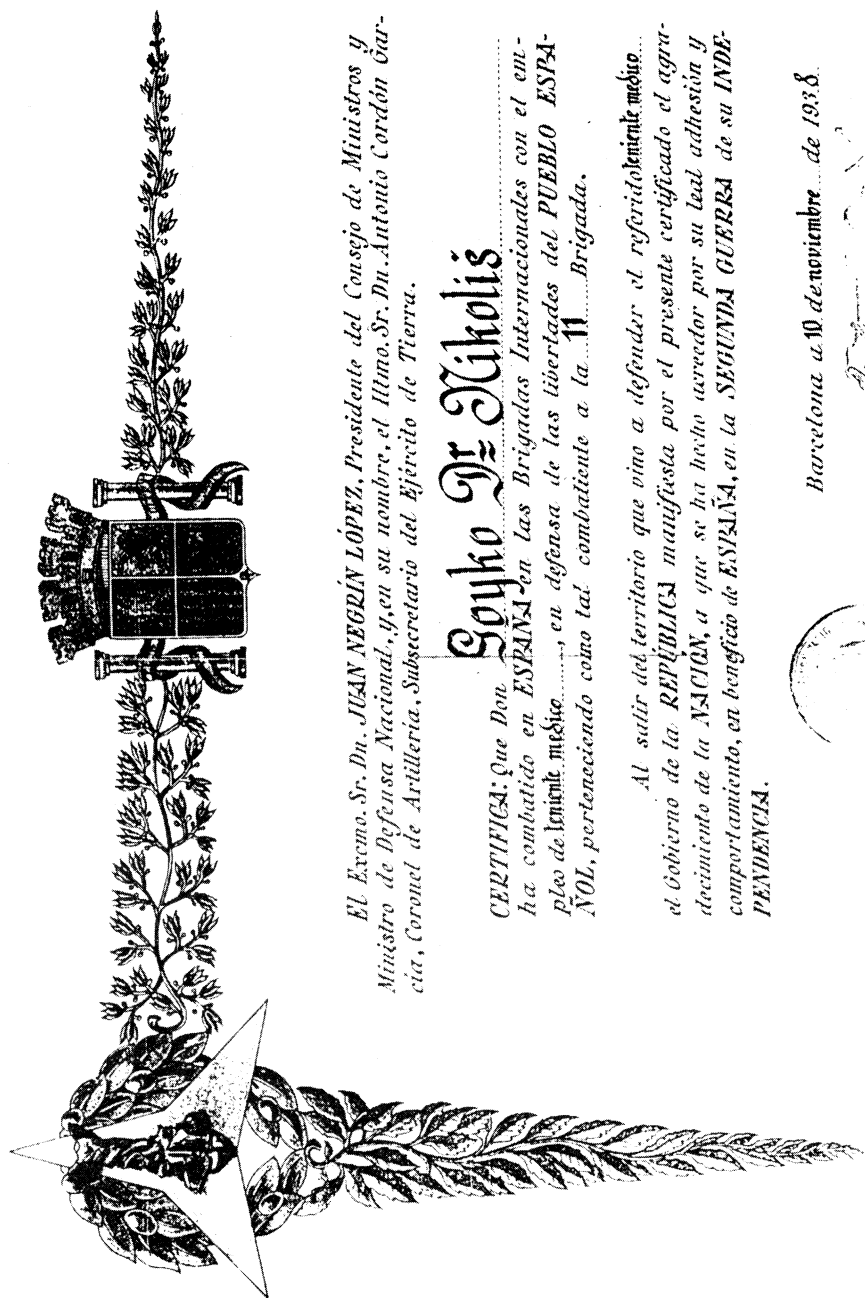 El Excmo. Sr. Dn. JUAN NEGRÍN LÓPEZ, Presidente del Consejo de Ministros y
Ministro de Defensa Nacional, y, en su nombre, el Iltmo. Sr. Dn. Antonio Cordón Gar-
cía, Coronel de Artillería, Subsecretario del Ejército de Tierra.
CERTIFICA: Que Don Goyko Dr Nikolis
ha combatido en ESPAÑA en las Brigadas Internacionales con el em-
pleo de teniente medico, en defensa de las libertades del PUEBLO ESPA-
ÑOL, perteneciendo como tal combatiente a la 11 Brigada.
Al salir del territorio que vino a defender el referido teniente medico
el Gobierno de la REPÚBLICA manifiesta por el presente certificado el agra-
decimiento de la NACIÓN, a que se ha hecho acreedor por su leal adhesión y
comportamiento, en beneficio de ESPAÑA, en la SEGUNDA GUERRA de su INDE-
PENDENCIA.
Barcelona a 10 de noviembre de 1938